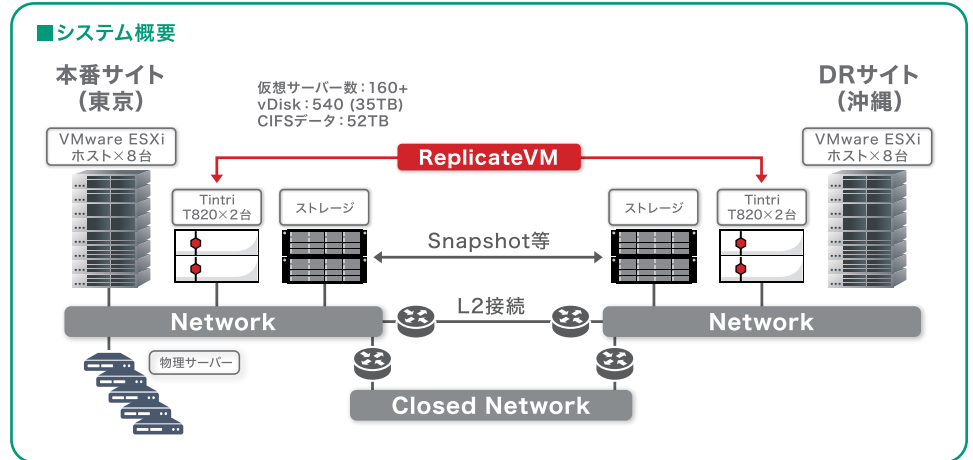 ■システム概要
本番サイト
（東京）
仮想サーバー数：160+
vDisk：540 (35TB)
CIFSデータ：52TB
DRサイト
（沖縄）
VMware ESXi
ホスト×8台
ReplicateVM
VMware ESXi
ホスト×8台
Tintri
T820×2台
ストレージ
ストレージ
Tintri
T820×2台
Snapshot等
Network
L2接続
Network
物理サーバー
Closed Network